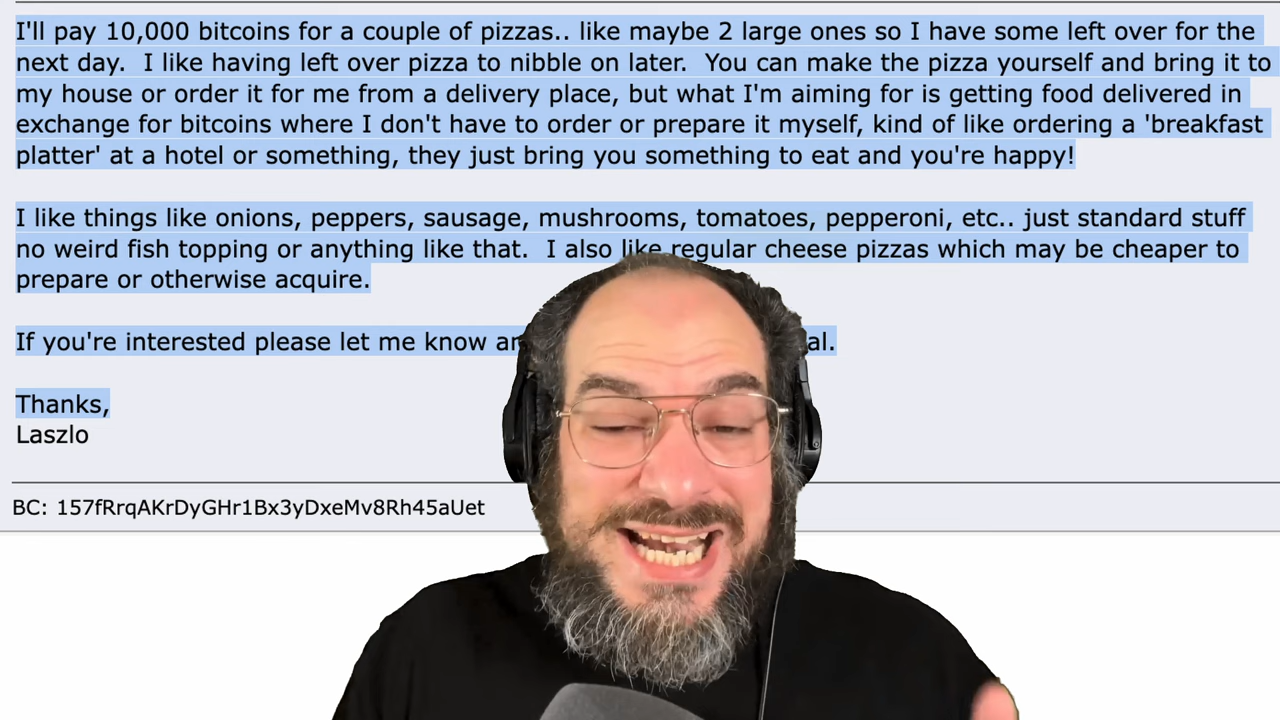 I'll pay 10,000 bitcoins for a couple of pizzas.. like maybe 2 large ones so I have some left over for the
next day.  I like having left over pizza to nibble on later.  You can make the pizza yourself and bring it to
my house or order it for me from a delivery place, but what I'm aiming for is getting food delivered in
exchange for bitcoins where I don't have to order or prepare it myself, kind of like ordering a 'breakfast
platter' at a hotel or something, they just bring you something to eat and you're happy!
I like things like onions, peppers, sausage, mushrooms, tomatoes, pepperoni, etc.. just standard stuff
no weird fish topping or anything like that.  I also like regular cheese pizzas which may be cheaper to
prepare or otherwise acquire.
If you're interested please let me know
Thanks,
Laszlo
BC: 157fRrqAKrDyGHr1Bx3yDxeMv8Rh45aUet